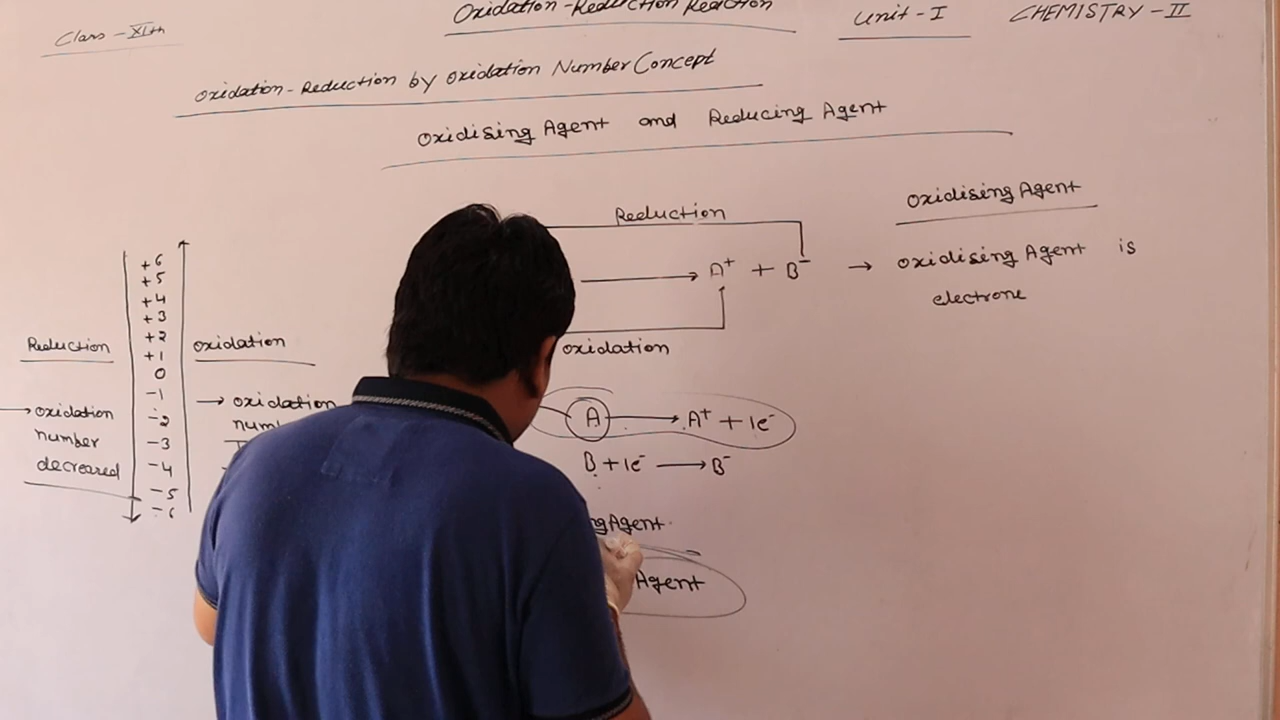 Oxidation-Reduction Reaction
Unit-I
CHEMISTRY-II
Class-XIth
Oxidation-Reduction by Oxidation Number Concept
Oxidising Agent and Reducing Agent
Reduction
A⁺ + B⁻
oxidation
Oxidising Agent
→ oxidising Agent is
electrone
+6
+5
+4
+3
+2
+1
0
-1
-2
-3
-4
-5
-6
Reduction
→ oxidation
number
decreased
oxidation
→ oxidation
A → A⁺ + 1e⁻
B + 1e⁻ → B⁻
Agent
Agent